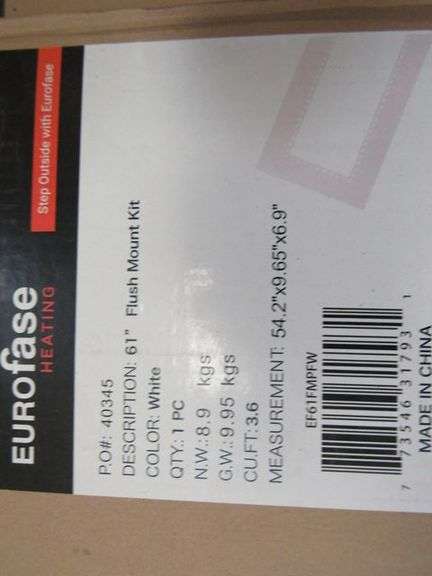 EUROfase
HEATING
Step Outside with Eurofase
P.O#: 40345
DESCRIPTION: 61" Flush Mount Kit
COLOR: White
QTY.: 1 PC
N.W.:8.9 kgs
G.W.:9.95 kgs
CU.FT:3.6
MEASUREMENT: 54.2"x9.65"x6.9"
EF61FMPFW
7 73546 31793 1
MADE IN CHINA